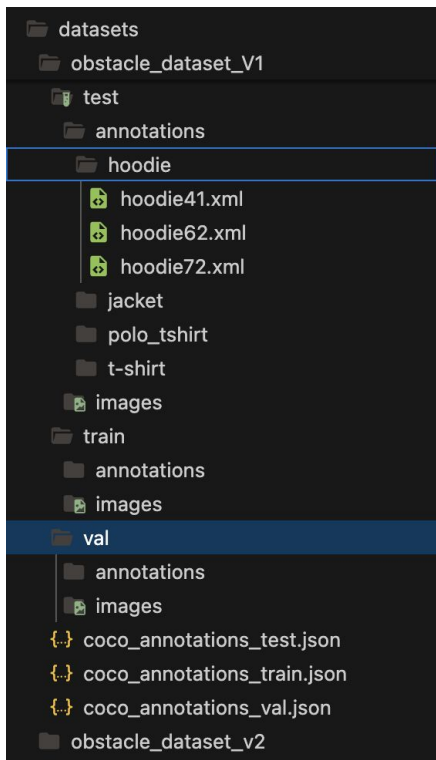 datasets
obstacle_dataset_V1
test
annotations
hoodie
hoodie41.xml
hoodie62.xml
hoodie72.xml
jacket
polo_tshirt
t-shirt
images
train
annotations
images
val
annotations
images
{..} coco_annotations_test.json
{..} coco_annotations_train.json
{..} coco_annotations_val.json
obstacle_dataset_v2